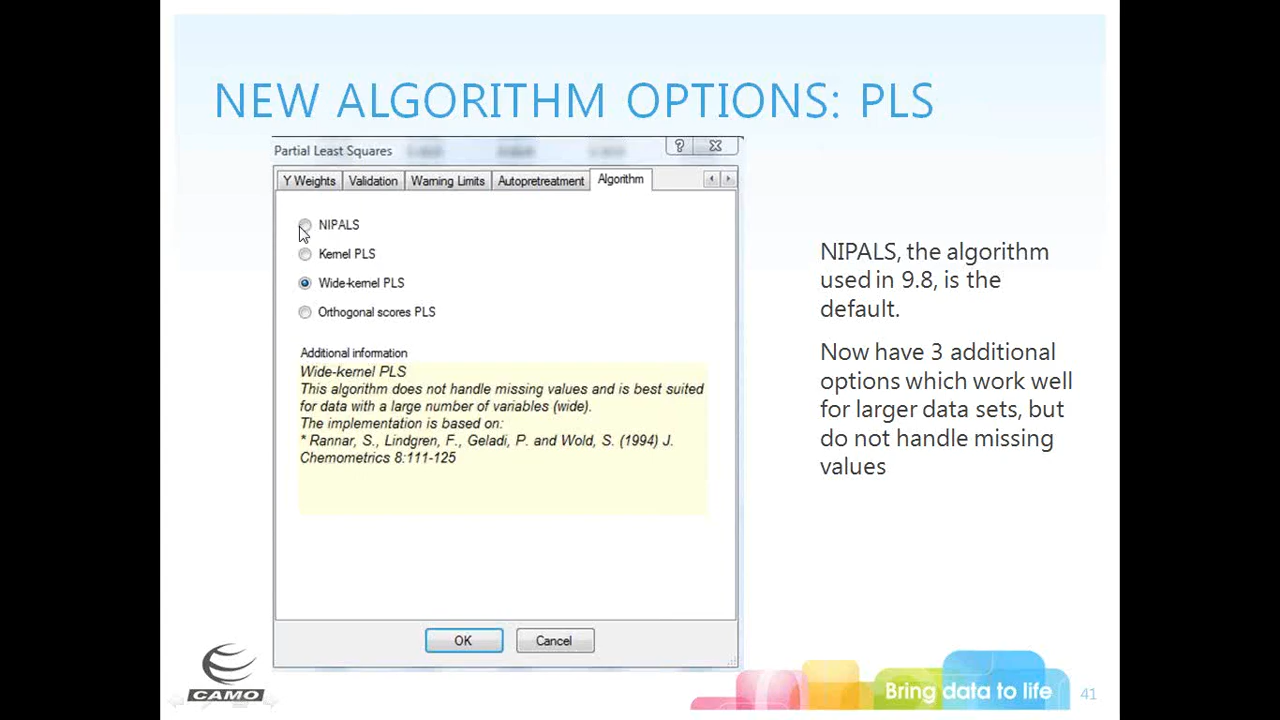 NEW ALGORITHM OPTIONS: PLS
Partial Least Squares
?
Y Weights Validation Warning Limits Autopretreatment Algorithm
NIPALS
Kernel PLS
Wide-kernel PLS
Orthogonal scores PLS
Additional information
Wide-kernel PLS
This algorithm does not handle missing values and is best suited
for data with a large number of variables (wide).
The implementation is based on:
* Rannar, S., Lindgren, F., Geladi, P. and Wold, S. (1994) J.
Chemometrics 8:111-125
OK Cancel
NIPALS, the algorithm
used in 9.8, is the
default.
Now have 3 additional
options which work well
for larger data sets, but
do not handle missing
values
CAMO
Bring data to life
41